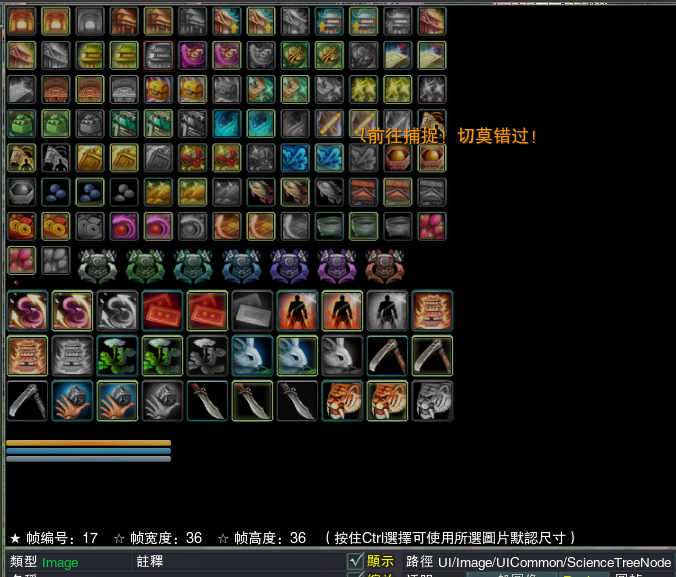 (前往捕捉！切莫错过!
★ 帧编号：17 ☆ 帧宽度：36 ☆ 帧高度：36 （按住Ctrl選擇可使用所選圖片默認尺寸）
類型 Image 註釋 顯示 路徑 UI/Image/UICommon/ScienceTreeNode